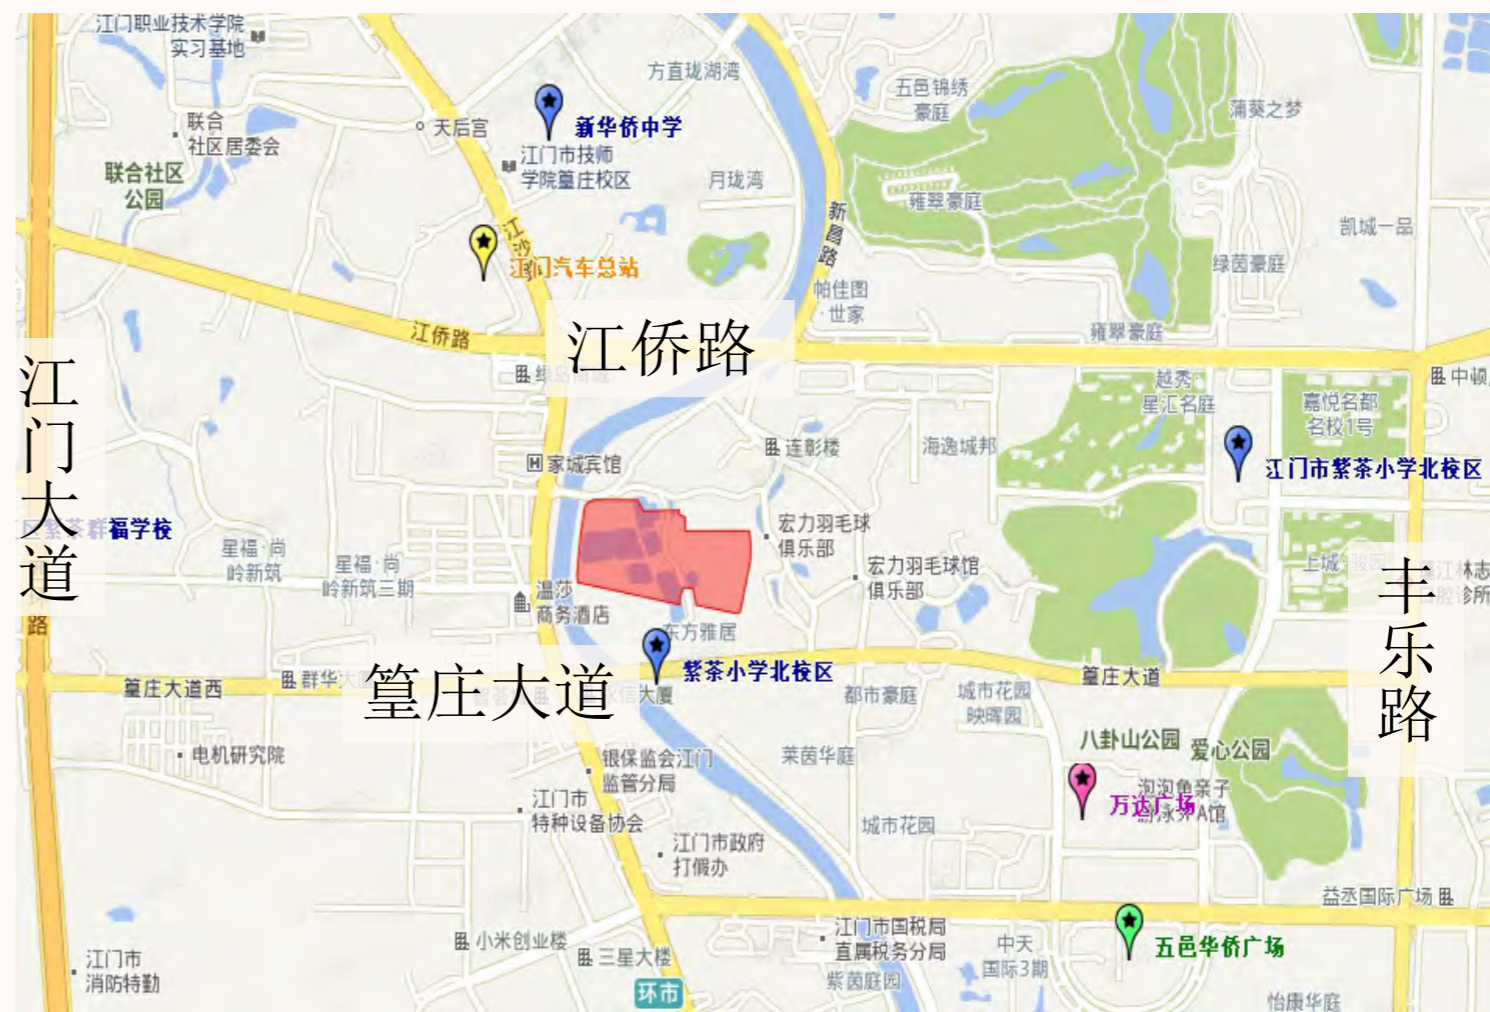 江门职业技术学院
实习基地
方直珑湖湾
五邑锦绣
豪庭
蒲葵之梦
联合
社区居委会
天后宫
新华侨中学
江门市技师
学院篁庄校区
联合社区
公园
月珑湾
雍翠豪庭
新昌路
凯城一品
江沙路
江门汽车总站
绿茵豪庭
帕佳图
·世家
江侨路
江侨路
雍翠豪庭
江门大道
越秀·
星汇名庭
嘉悦名都
名校1号
中顿
家城宾馆
连彰楼
海逸城邦
江门市紫茶小学北校区
区紫茶群福学校
星福·尚
岭新筑
星福·尚
岭新筑三期
宏力羽毛球
俱乐部
宏力羽毛球馆
俱乐部
上城
温莎
商务酒店
东方雅居
路
丰乐路
篁庄大道西
群华大
篁庄大道
大厦
紫茶小学北校区
都市豪庭
城市花园
映晖园
篁庄大道
电机研究院
银保监会江门
监管分局
莱茵华庭
八卦山公园
爱心公园
泡泡鱼亲子
万达广场
江门市
特种设备协会
城市花园
江门市政府
打假办
益丞国际广场
小米创业楼
三星大楼
江门市国税局
直属税务分局
中天
国际3期
五邑华侨广场
江门市
消防特勤
环市
紫茵庭园
怡康华庭